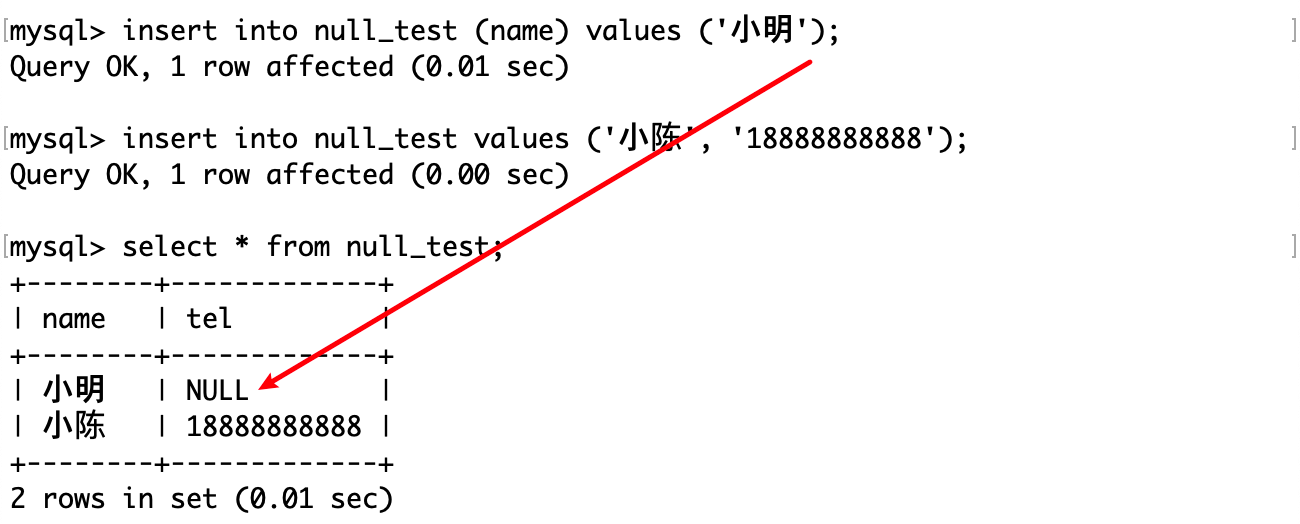 mysql> insert into null_test (name) values ('小明');
Query OK, 1 row affected (0.01 sec)
mysql> insert into null_test values ('小陈', '18888888888');
Query OK, 1 row affected (0.00 sec)
mysql> select * from null_test;
+--------+-------------+
| name   | tel         |
+--------+-------------+
| 小明   | NULL        |
| 小陈   | 18888888888 |
+--------+-------------+
2 rows in set (0.01 sec)